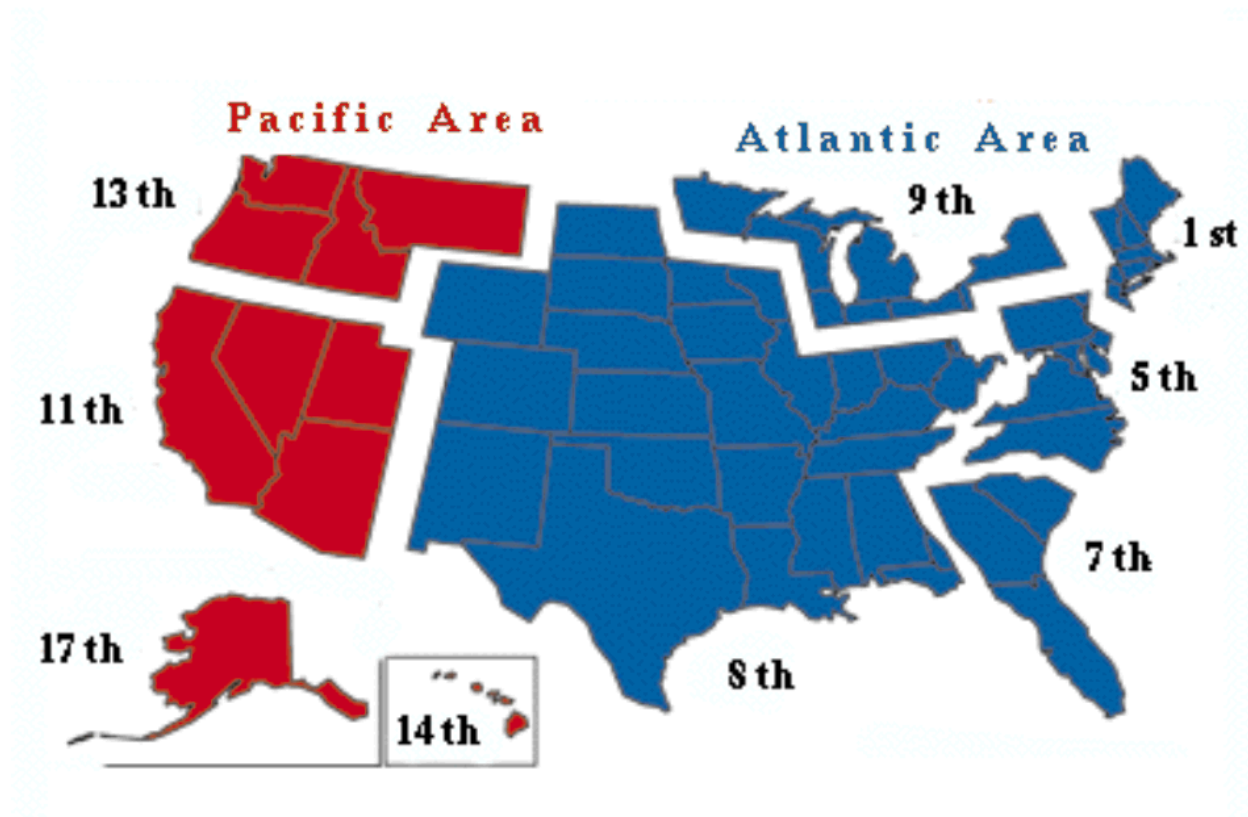 Pacific Area
Atlantic Area
13 th
9 th
1 st
11 th
5 th
7 th
17 th
8 th
14 th